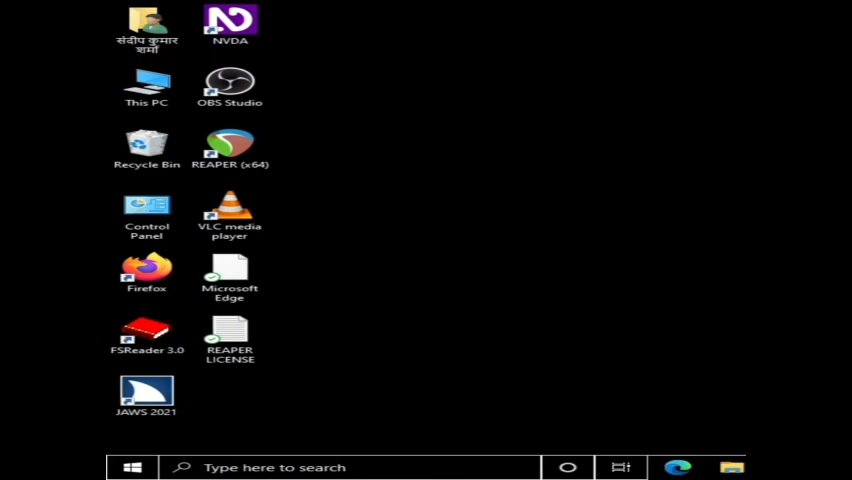 संदीप कुमार
शर्मा
NVDA
This PC
OBS Studio
Recycle Bin
REAPER (x64)
Control
Panel
VLC media
player
Firefox
Microsoft
Edge
FSReader 3.0
REAPER
LICENSE
JAWS 2021
Type here to search